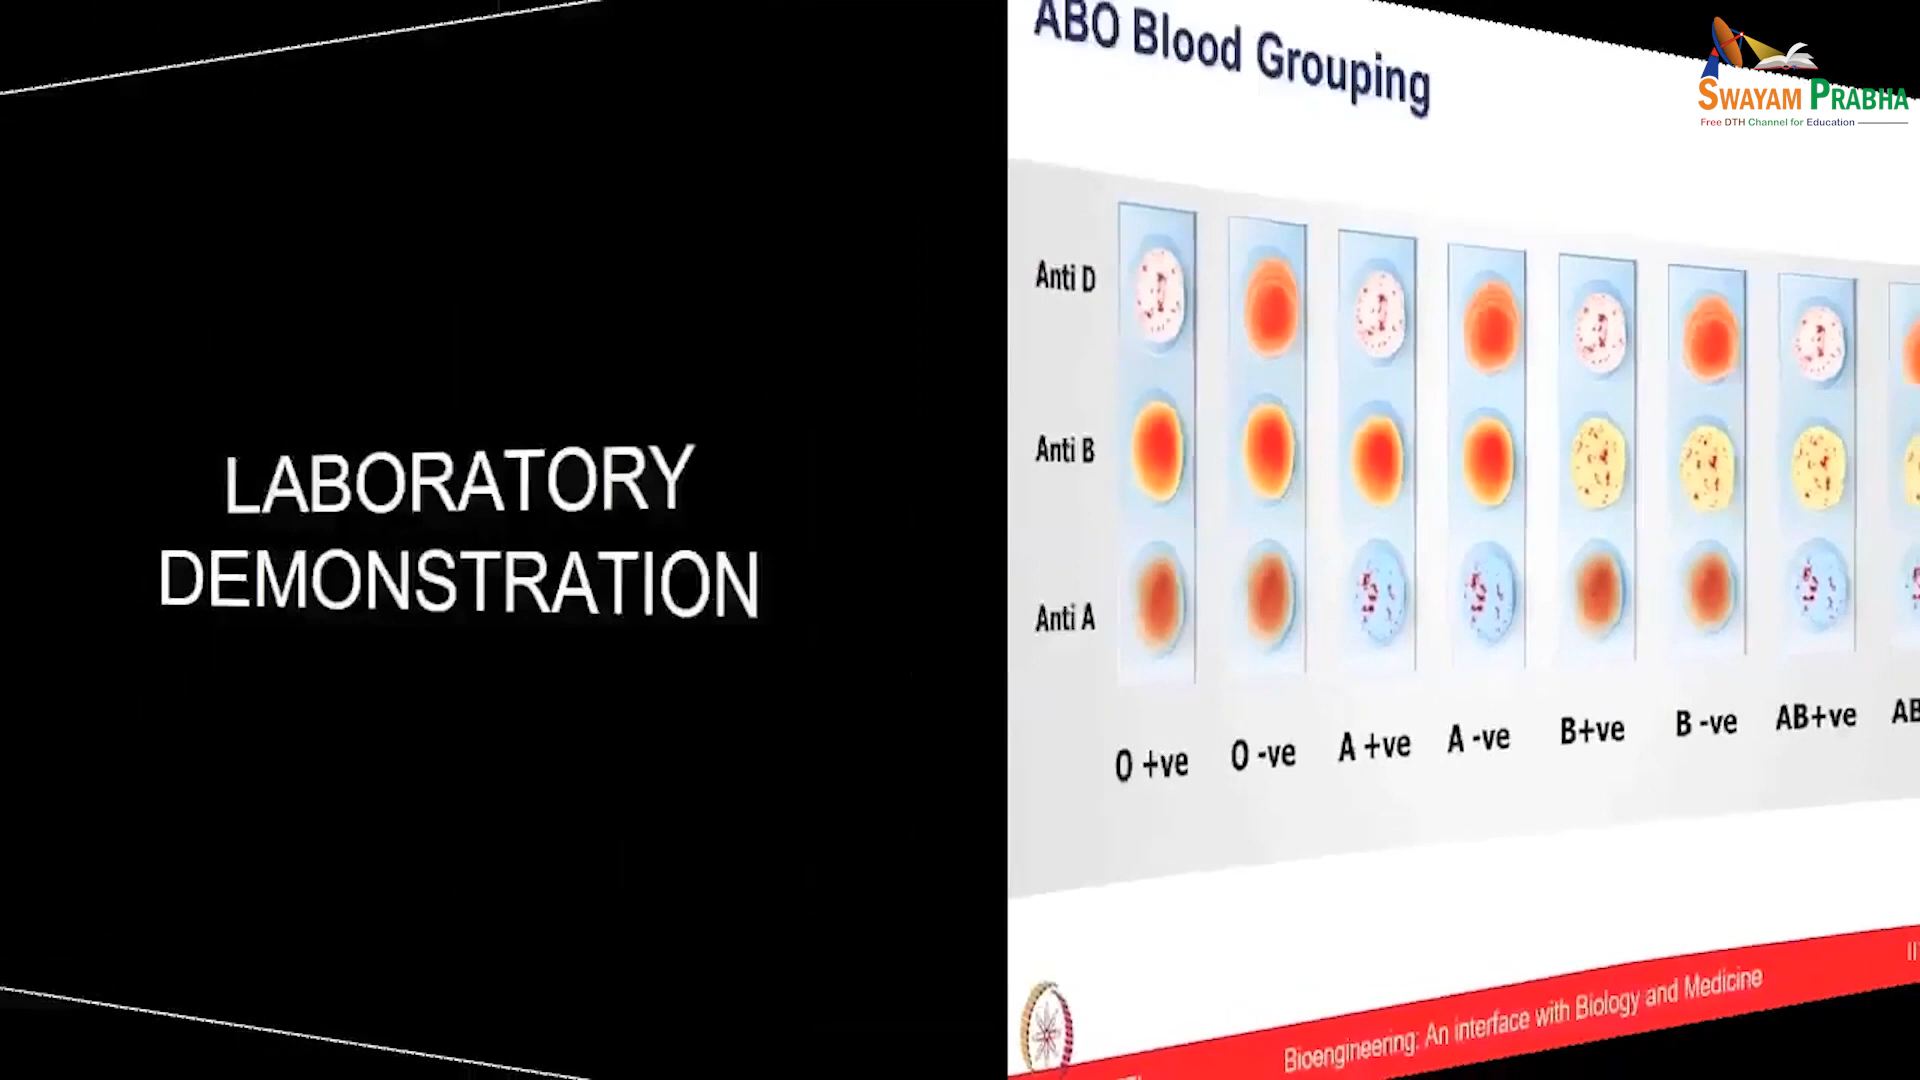 LABORATORY
DEMONSTRATION
ABO Blood Grouping
SWAYAM PRABHA
Free DTH Channel for Education
Anti D
Anti B
Anti A
O +ve O -ve A +ve A -ve B+ve B -ve AB+ve AB
Bioengineering: An interface with Biology and Medicine